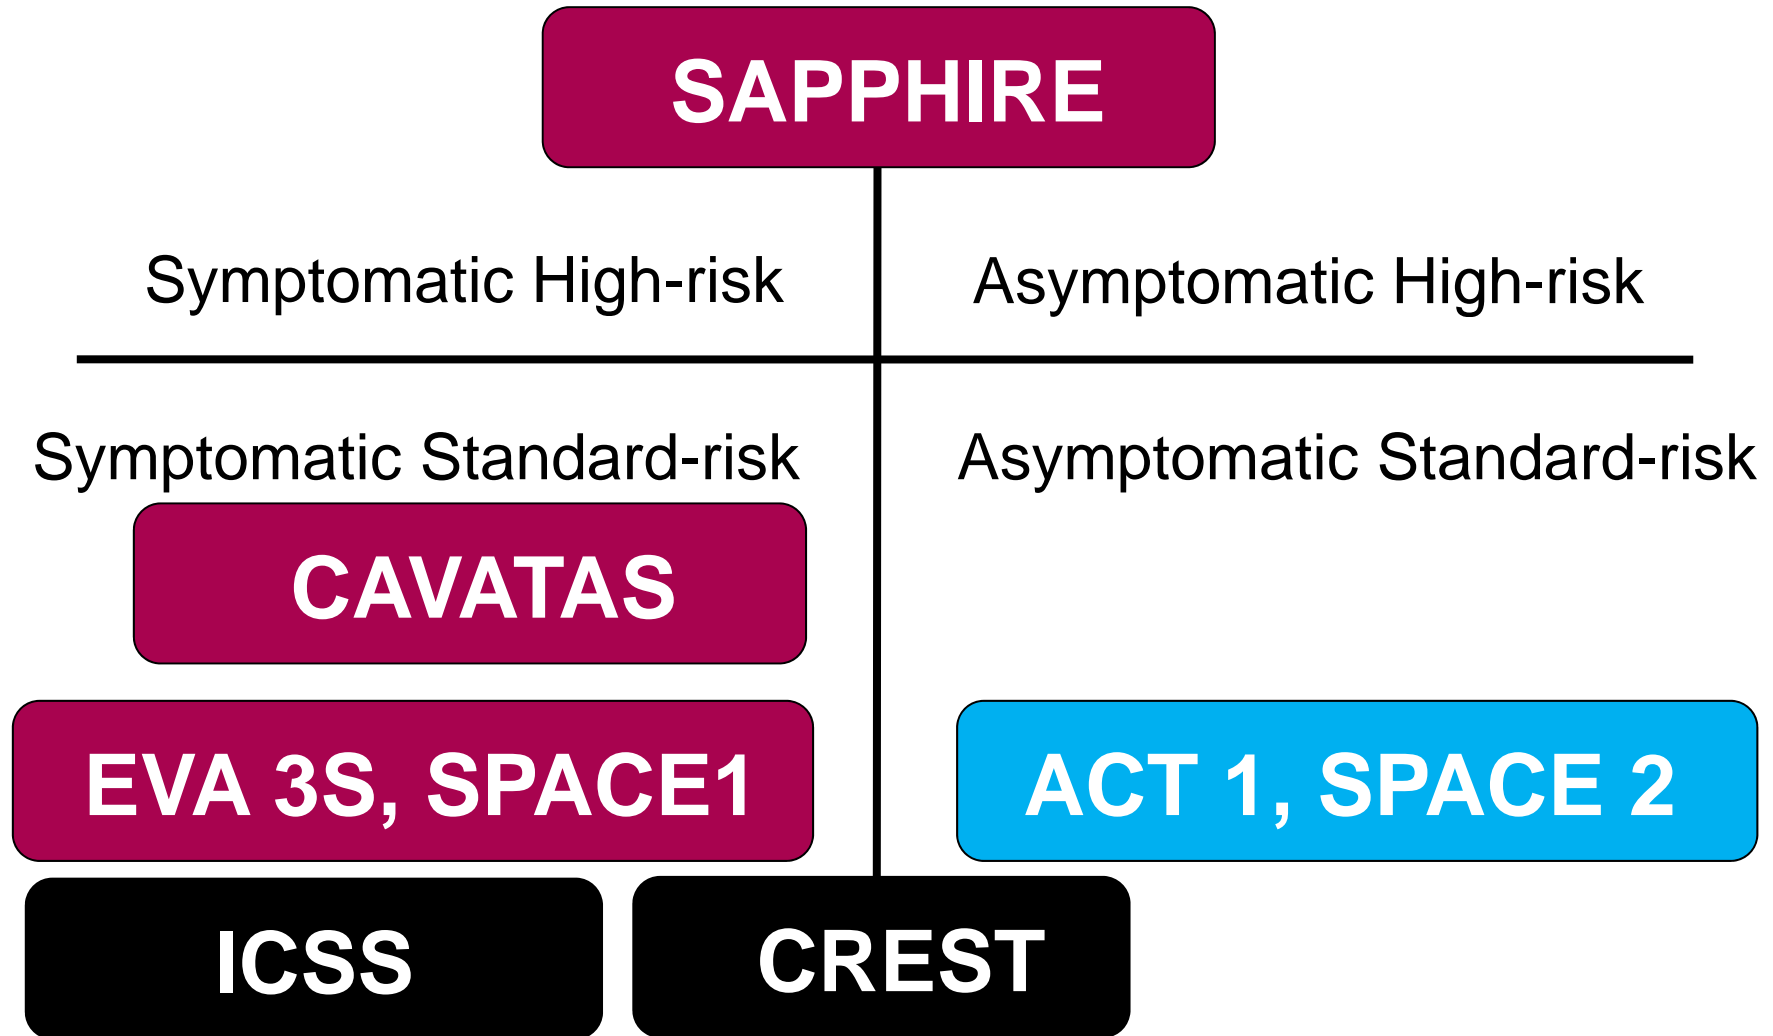 SAPPHIRE
Symptomatic High-risk
Asymptomatic High-risk
Symptomatic Standard-risk
Asymptomatic Standard-risk
CAVATAS
EVA 3S, SPACE1
ACT 1, SPACE 2
ICSS
CREST